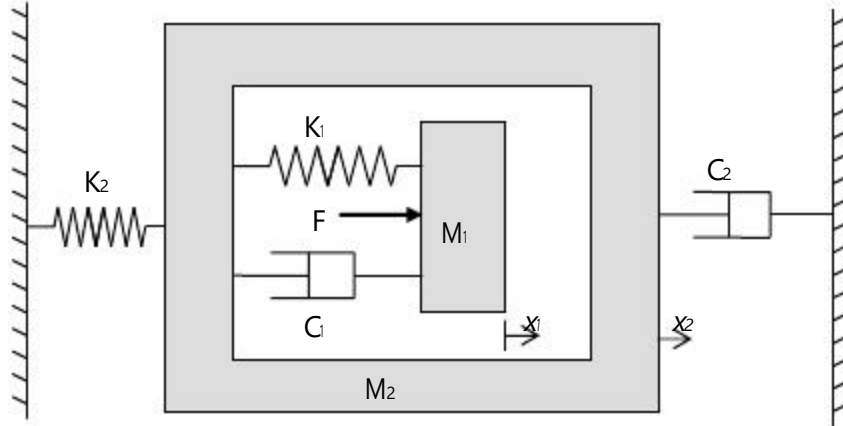 K₁
K₂
C₂
F
M₁
C₁
x₁
x₂
M₂